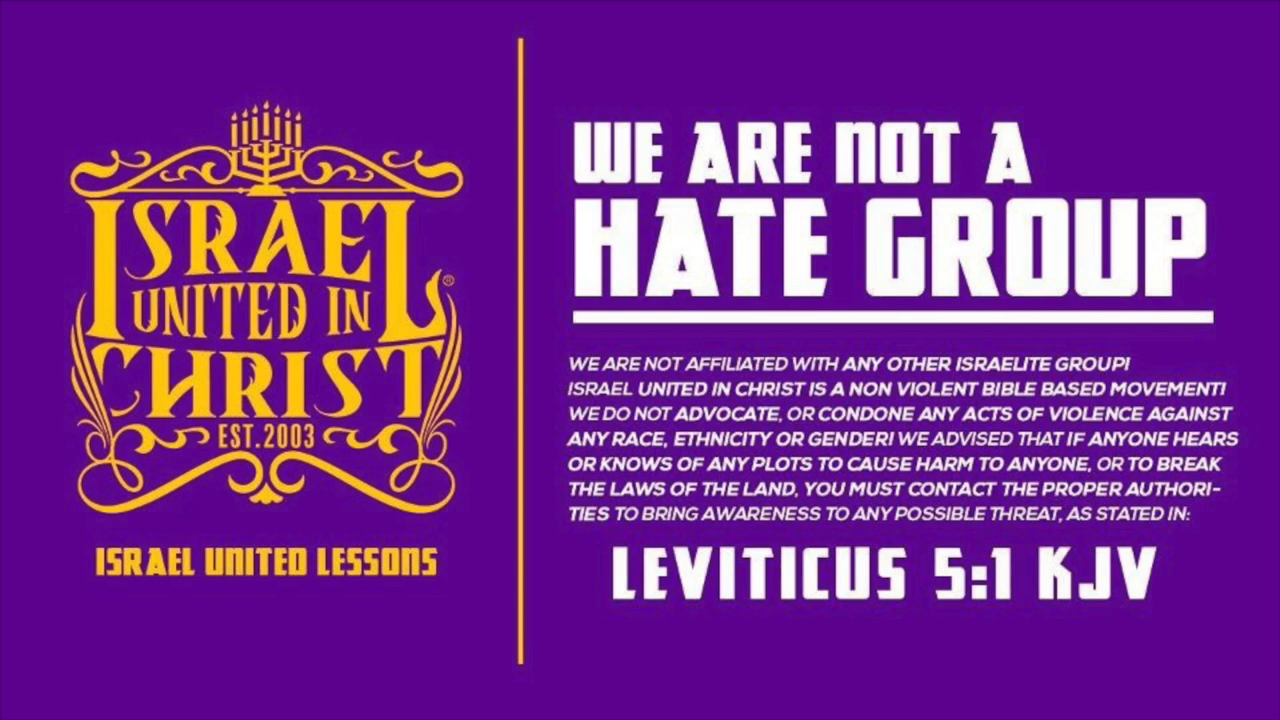 ISRAEL
UNITED IN
CHRIST
EST.2003
®
ISRAEL UNITED LESSONS
WE ARE NOT A
HATE GROUP
WE ARE NOT AFFILIATED WITH ANY OTHER ISRAELITE GROUP!
ISRAEL UNITED IN CHRIST IS A NON VIOLENT BIBLE BASED MOVEMENT!
WE DO NOT ADVOCATE, OR CONDONE ANY ACTS OF VIOLENCE AGAINST
ANY RACE, ETHNICITY OR GENDER! WE ADVISED THAT IF ANYONE HEARS
OR KNOWS OF ANY PLOTS TO CAUSE HARM TO ANYONE, OR TO BREAK
THE LAWS OF THE LAND, YOU MUST CONTACT THE PROPER AUTHORI-
TIES TO BRING AWARENESS TO ANY POSSIBLE THREAT, AS STATED IN:
LEVITICUS 5:1 KJV